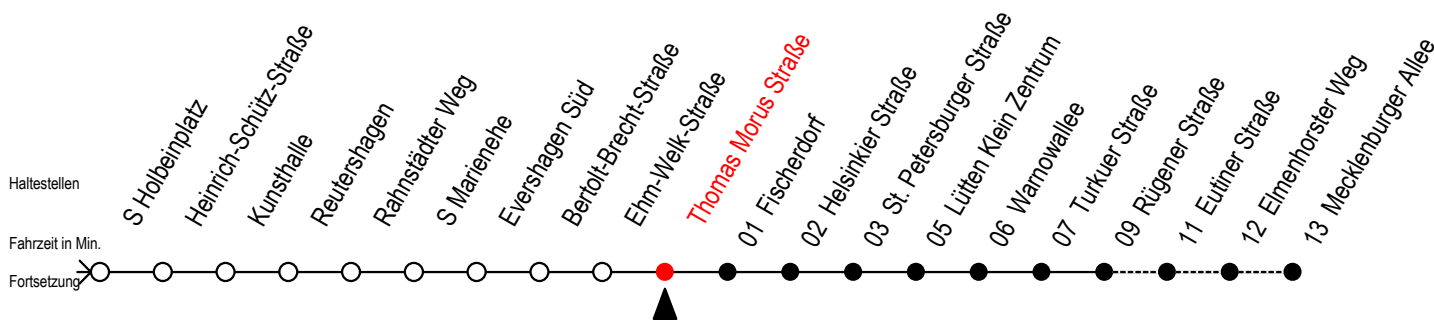 Haltestellen
Fahrzeit in Min.
Fortsetzung
S Holbeinplatz
Heinrich-Schütz-Straße
Kunsthalle
Reutershagen
Rahnstädter Weg
S Marienehe
Evershagen Süd
Bertolt-Brecht-Straße
Ehm-Welk-Straße
Thomas Morus Straße
01 Fischerdorf
02 Helsinkier Straße
03 St. Petersburger Straße
05 Lütten Klein Zentrum
06 Warnowallee
07 Turkuer Straße
09 Rügener Straße
11 Eutiner Straße
12 Elmenhorster Weg
13 Mecklenburger Allee